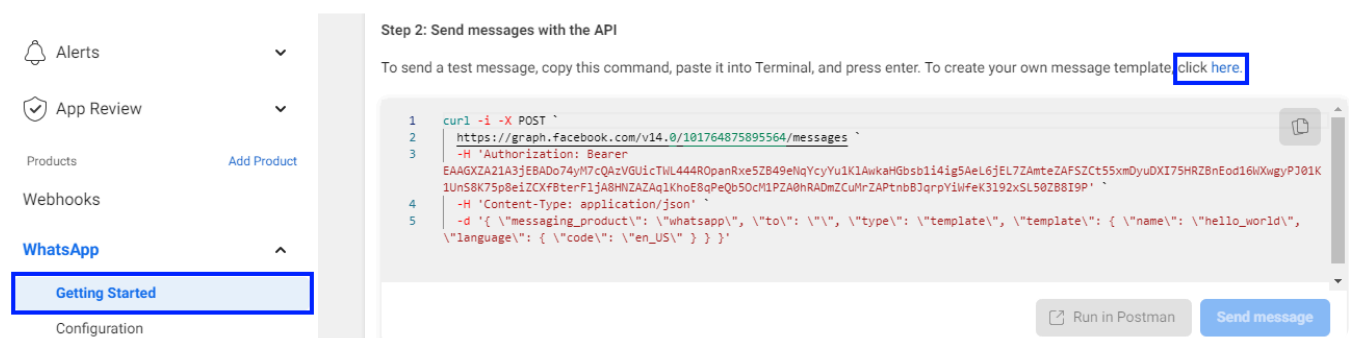 Alerts
App Review
Products Add Product
Webhooks
WhatsApp
Getting Started
Configuration
Step 2: Send messages with the API
To send a test message, copy this command, paste it into Terminal, and press enter. To create your own message template, click here.
1 curl -i -X POST `
2 https://graph.facebook.com/v14.0/101764875895564/messages `
3 -H 'Authorization: Bearer
4 -H 'Content-Type: application/json' `
5 -d '{ \"messaging_product\": \"whatsapp\", \"to\": \"\", \"type\": \"template\", \"template\": { \"name\": \"hello_world\",
\"language\": { \"code\": \"en_US\" } } }'
Run in Postman
Send message